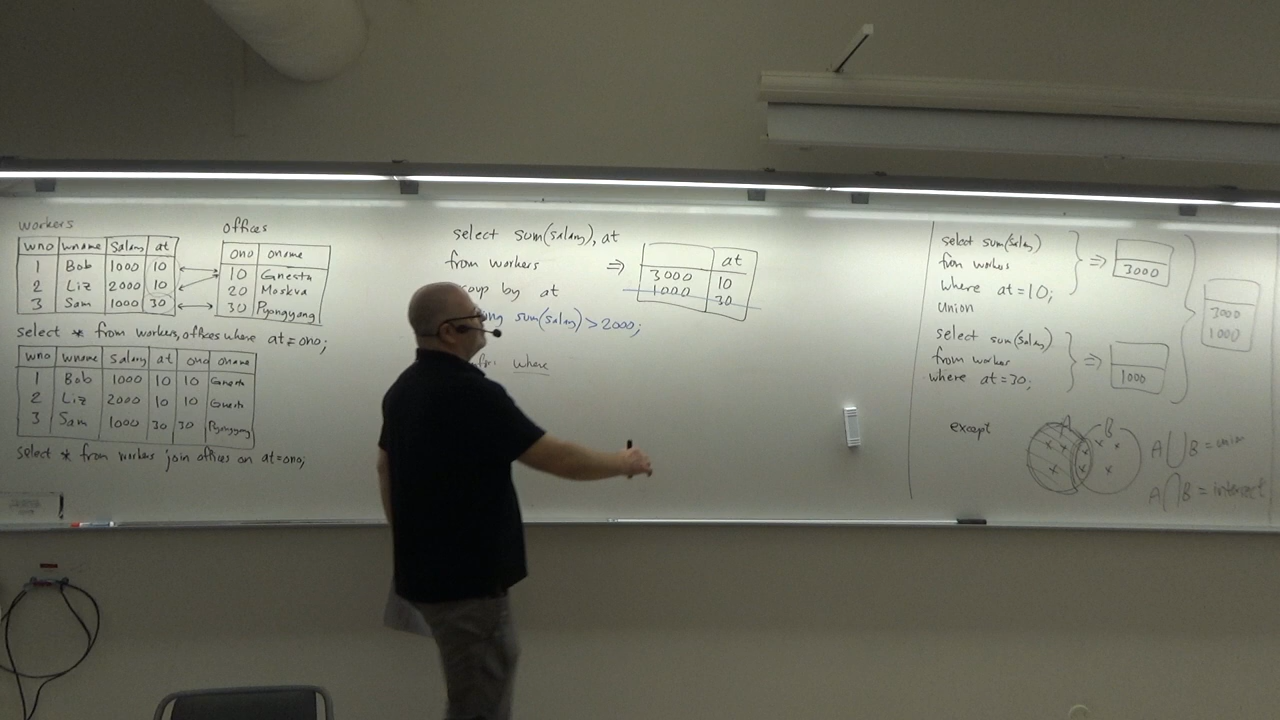 workers
wno wname Salary at
1 Bob 1000 10
2 Liz 2000 10
3 Sam 1000 30
offices
ono oname
10 Gnesta
20 Moskva
30 Pyongyang
select * from workers, offices where at=ono;
wno wname Salary at ono oname
1 Bob 1000 10 10 Gnesta
2 Liz 2000 10 10 Gnesta
3 Sam 1000 30 30 Pyongyang
select * from workers join offices on at=ono;
select sum(salary), at
from workers
group by at
sum(salary) > 2000;
where
⇒
at
3000 10
1000 30
select sum(salary)
from workers
where at=10;
union
select sum(salary)
from worker
where at=30;
⇒ 3000
⇒ 1000
3000
1000
except
A B
A ∪ B = union
A ∩ B = intersect